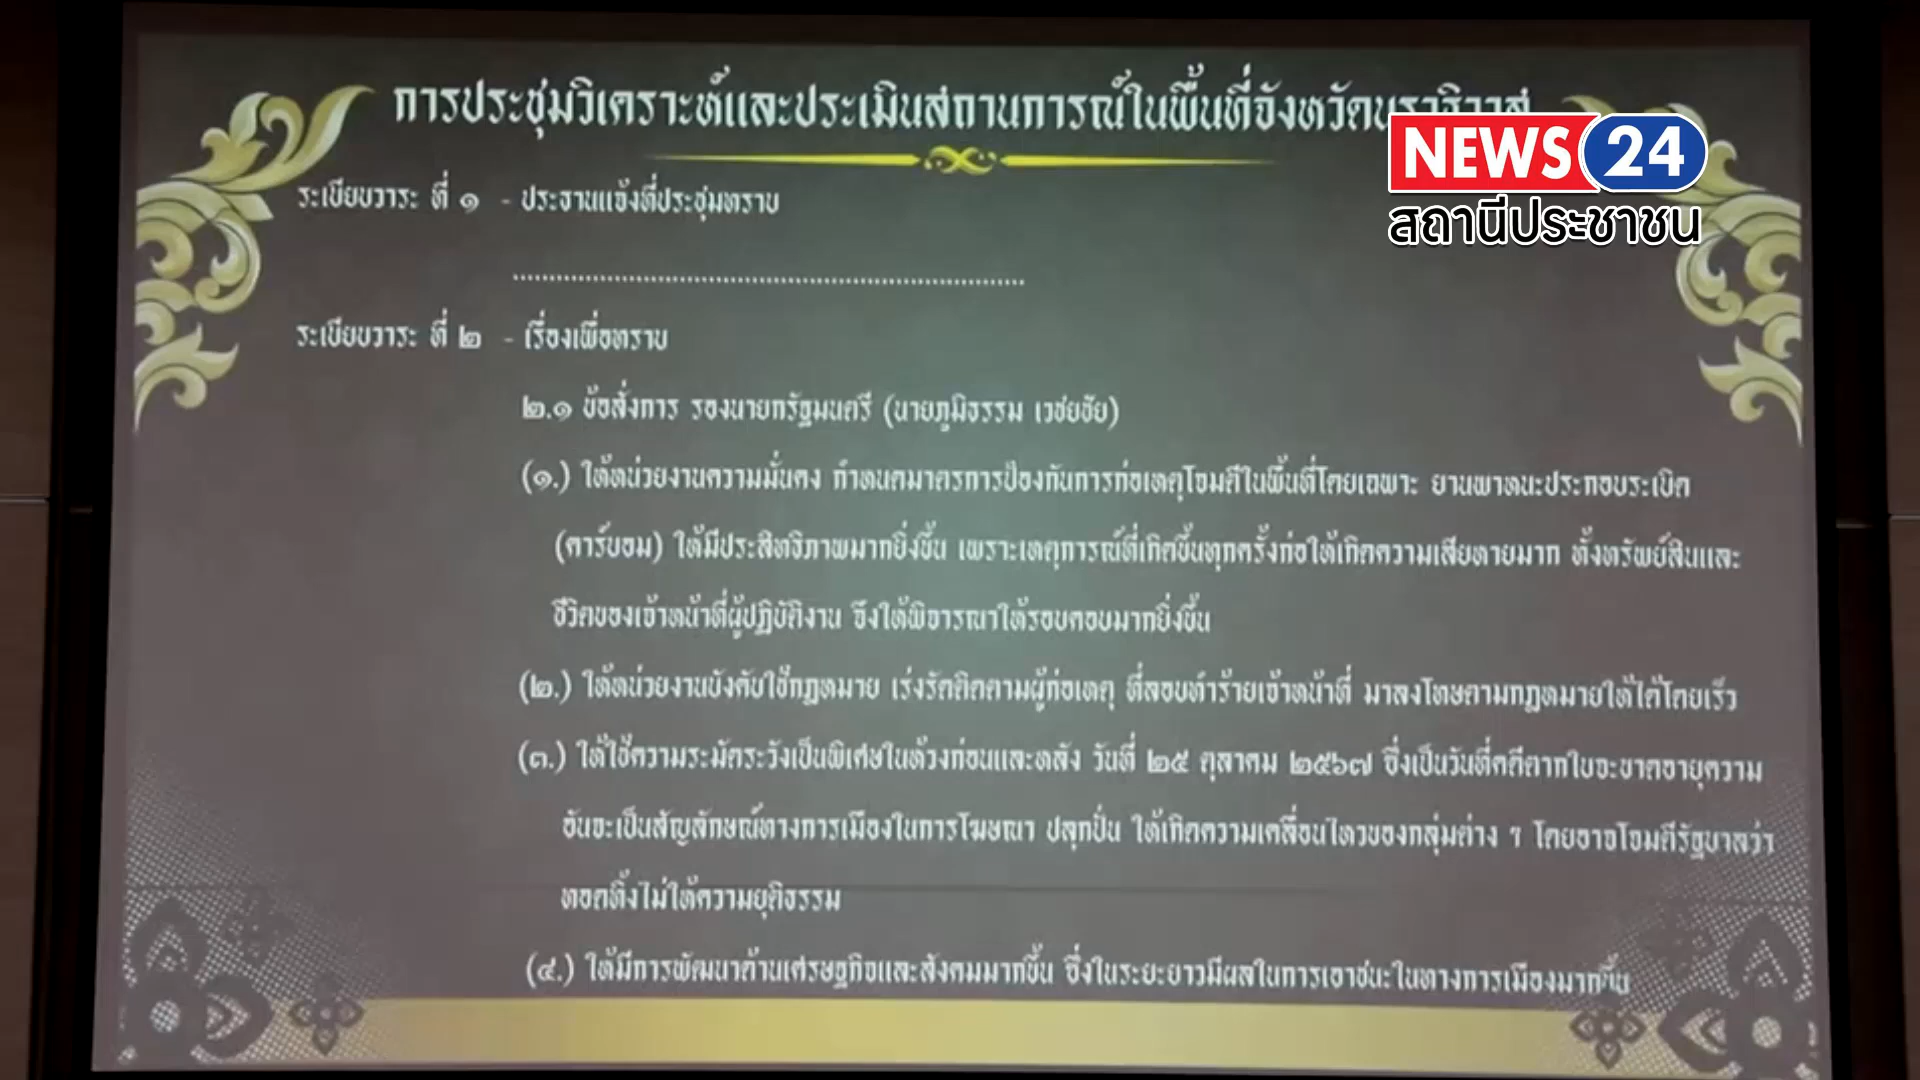 การประชุมวิเคราะห์และประเมินสถานการณ์ในพื้นที่จังหวัดนราธิวาส
NEWS 24
สถานีประชาชน
ระเบียบวาระ ที่ ๑ - ประธานแจ้งที่ประชุมทราบ
ระเบียบวาระ ที่ ๒ - เรื่องเพื่อทราบ
๒.๑ ข้อสั่งการ รองนายกรัฐมนตรี (นายภูมิธรรม เวชยชัย)
(๑.) ให้หน่วยงานความมั่นคง กำหนดมาตรการป้องกันการก่อเหตุโจมตีในพื้นที่โดยเฉพาะ ยานพาหนะประกอบระเบิด
(คาร์บอม) ให้มีประสิทธิภาพมากยิ่งขึ้น เพราะเหตุการณ์ที่เกิดขึ้นทุกครั้งก่อให้เกิดความเสียหายมาก ทั้งทรัพย์สินและ
ชีวิตของเจ้าหน้าที่ผู้ปฏิบัติงาน จึงให้พิจารณาให้รอบคอบมากยิ่งขึ้น
(๒.) ให้หน่วยงานบังคับใช้กฎหมาย เร่งรัดติดตามผู้ก่อเหตุ ที่ลอบทำร้ายเจ้าหน้าที่ มาลงโทษตามกฎหมายให้ได้โดยเร็ว
(๓.) ให้ใช้ความระมัดระวังเป็นพิเศษในห้วงก่อนและหลัง วันที่ ๒๕ ตุลาคม ๒๕๖๗ ซึ่งเป็นวันที่คดีตากใบจะขาดอายุความ
อันจะเป็นสัญลักษณ์ทางการเมืองในการโฆษณา ปลุกปั่น ให้เกิดความเคลื่อนไหวของกลุ่มต่าง ๆ โดยอาจโจมตีรัฐบาลว่า
ทอดทิ้งไม่ให้ความยุติธรรม
(๔.) ให้มีการพัฒนาด้านเศรษฐกิจและสังคมมากขึ้น ซึ่งในระยะยาวมีผลในการเอาชนะในทางการเมืองมากขึ้น